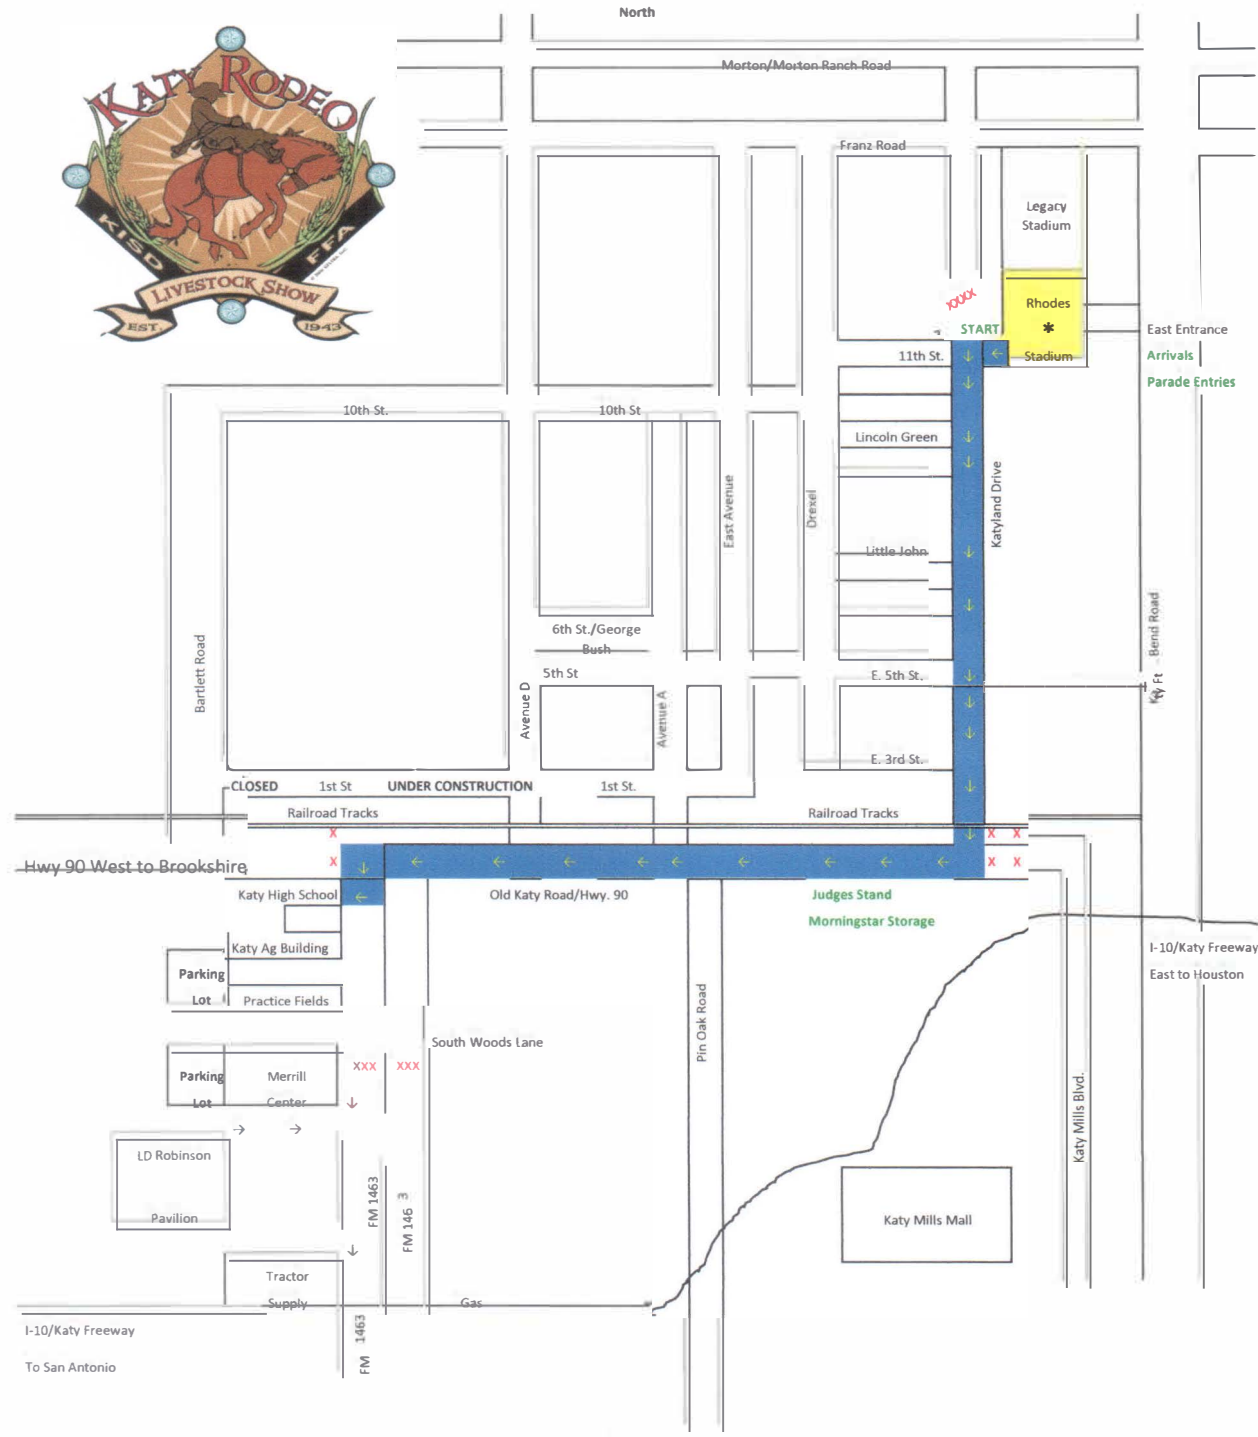 North
KATY RODEO
KISD
FFA
LIVESTOCK SHOW
EST.
1943
Morton/Morton Ranch Road
Franz Road
Legacy
Stadium
XXXX
Rhodes
*
START
East Entrance
11th St.
Stadium
Arrivals
Parade Entries
10th St.
10th St
Lincoln Green
Katyland Drive
East Avenue
Drexel
Little John
6th St./George
Bush
Bartlett Road
5th St
E. 5th St.
Avenue D
Avenue A
Bend Road
E. 3rd St.
CLOSED
1st St
UNDER CONSTRUCTION
1st St.
Railroad Tracks
Railroad Tracks
X
X X
Hwy 90 West to Brookshire
X
X X
Katy High School
Old Katy Road/Hwy. 90
Judges Stand
Morningstar Storage
Katy Ag Building
I-10/Katy Freeway
East to Houston
Parking
Lot
Practice Fields
Pin Oak Road
South Woods Lane
XXX
XXX
Parking
Lot
Merrill
Center
Katy Mills Blvd.
LD Robinson
Pavilion
FM 1463
FM 146 3
Katy Mills Mall
Tractor
Supply
Gas
I-10/Katy Freeway
FM 1463
To San Antonio